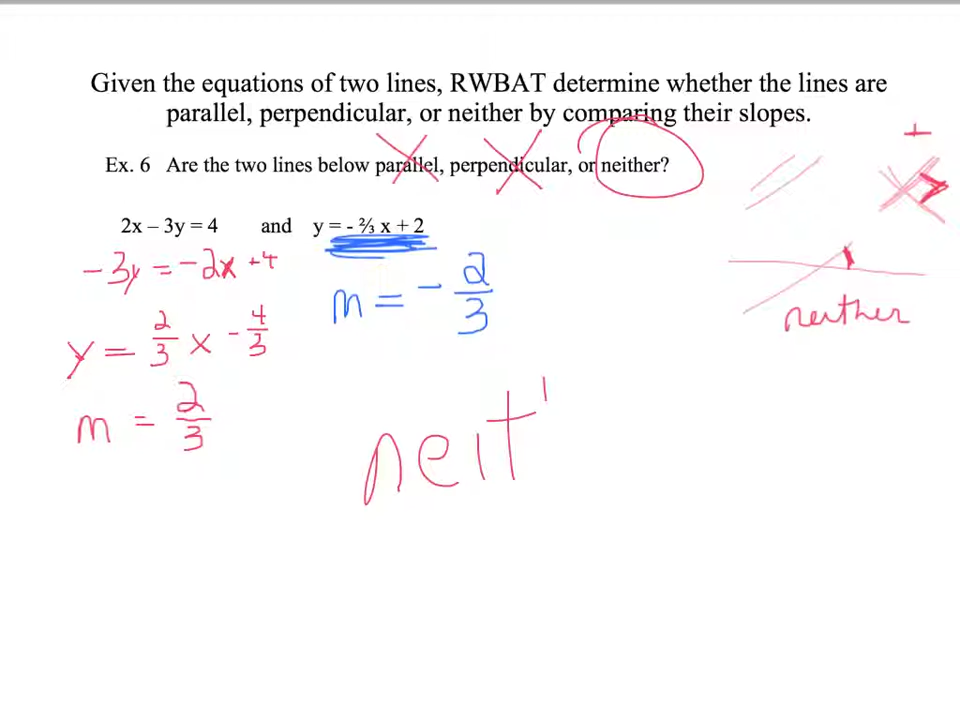 Given the equations of two lines, RWBAT determine whether the lines are
parallel, perpendicular, or neither by comparing their slopes.
Ex. 6 Are the two lines below parallel, perpendicular, or neither?
2x – 3y = 4 and y = - ⅔ x + 2
-3y = -2x +4
y = 2/3 x - 4/3
m = 2/3
m = - 2/3
neither
neit'